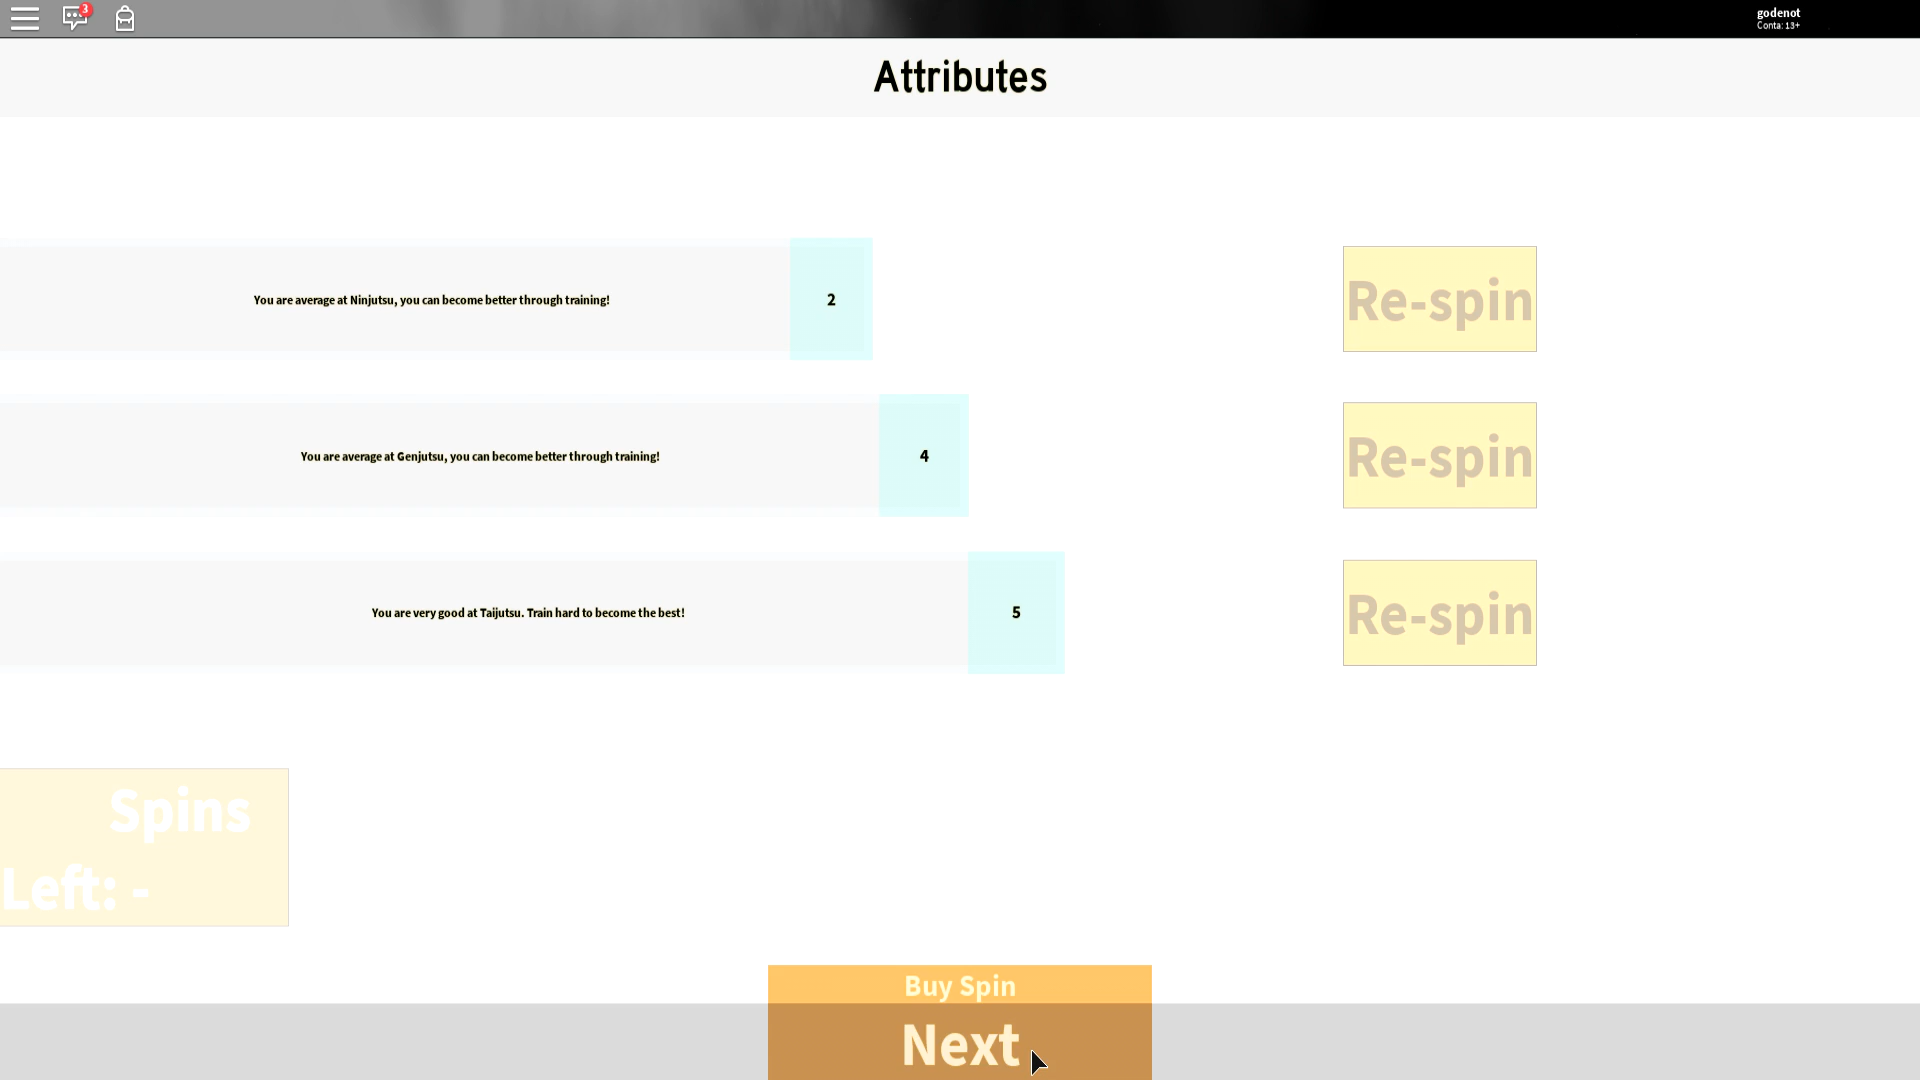 3
godenot
Conta: 13+
Attributes
You are average at Ninjutsu, you can become better through training!
2
Re-spin
You are average at Genjutsu, you can become better through training!
4
Re-spin
You are very good at Taijutsu. Train hard to become the best!
5
Re-spin
Spins
Left: -
Buy Spin
Next